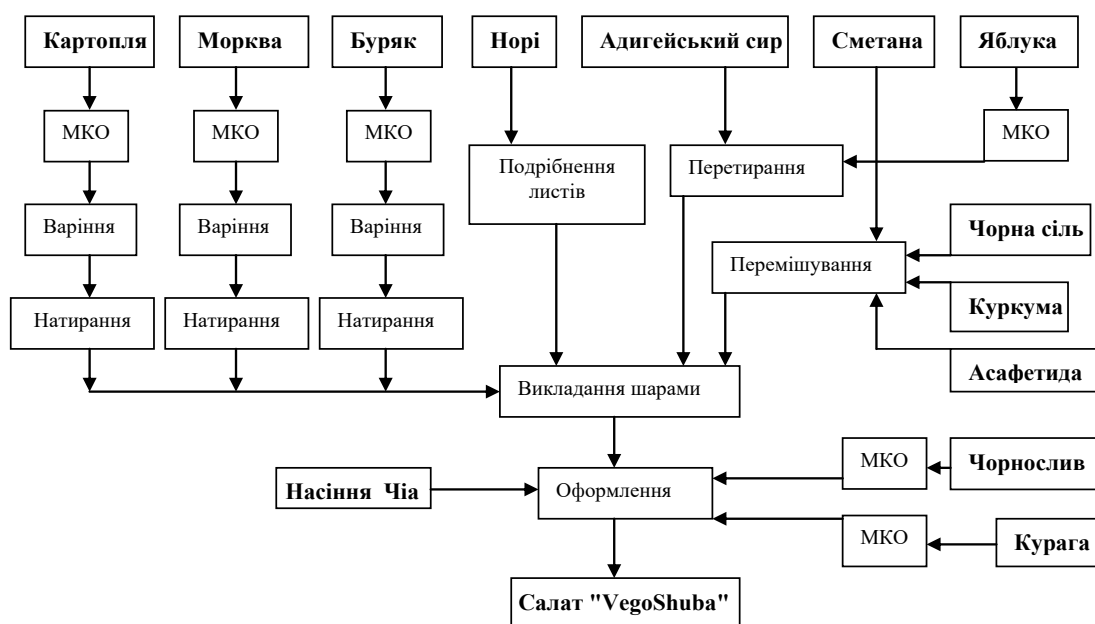 Картопля
Морква
Буряк
Норі
Адигейський сир
Сметана
Яблука
МКО
МКО
МКО
МКО
Подрібнення
листів
Перетирання
Варіння
Варіння
Варіння
Чорна сіль
Перемішування
Куркума
Натирання
Натирання
Натирання
Асафетида
Викладання шарами
МКО
Чорнослив
Насіння Чіа
Оформлення
МКО
Курага
Салат "VegoShuba"